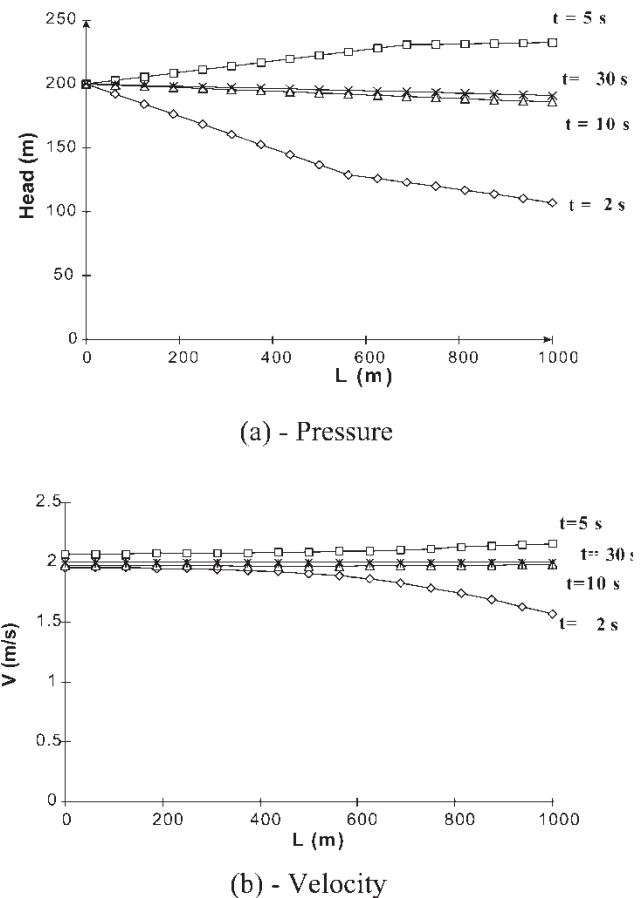 250
t = 5 s
200
t= 30 s
t = 10 s
150
Head (m)
100
t = 2 s
50
0
0 200 400 600 800 1000
L (m)
(a) - Pressure
2.5
t=5 s
2
t= 30 s
t=10 s
1.5
t= 2 s
V (m/s)
1
0.5
0
0 200 400 600 800 1000
L (m)
(b) - Velocity